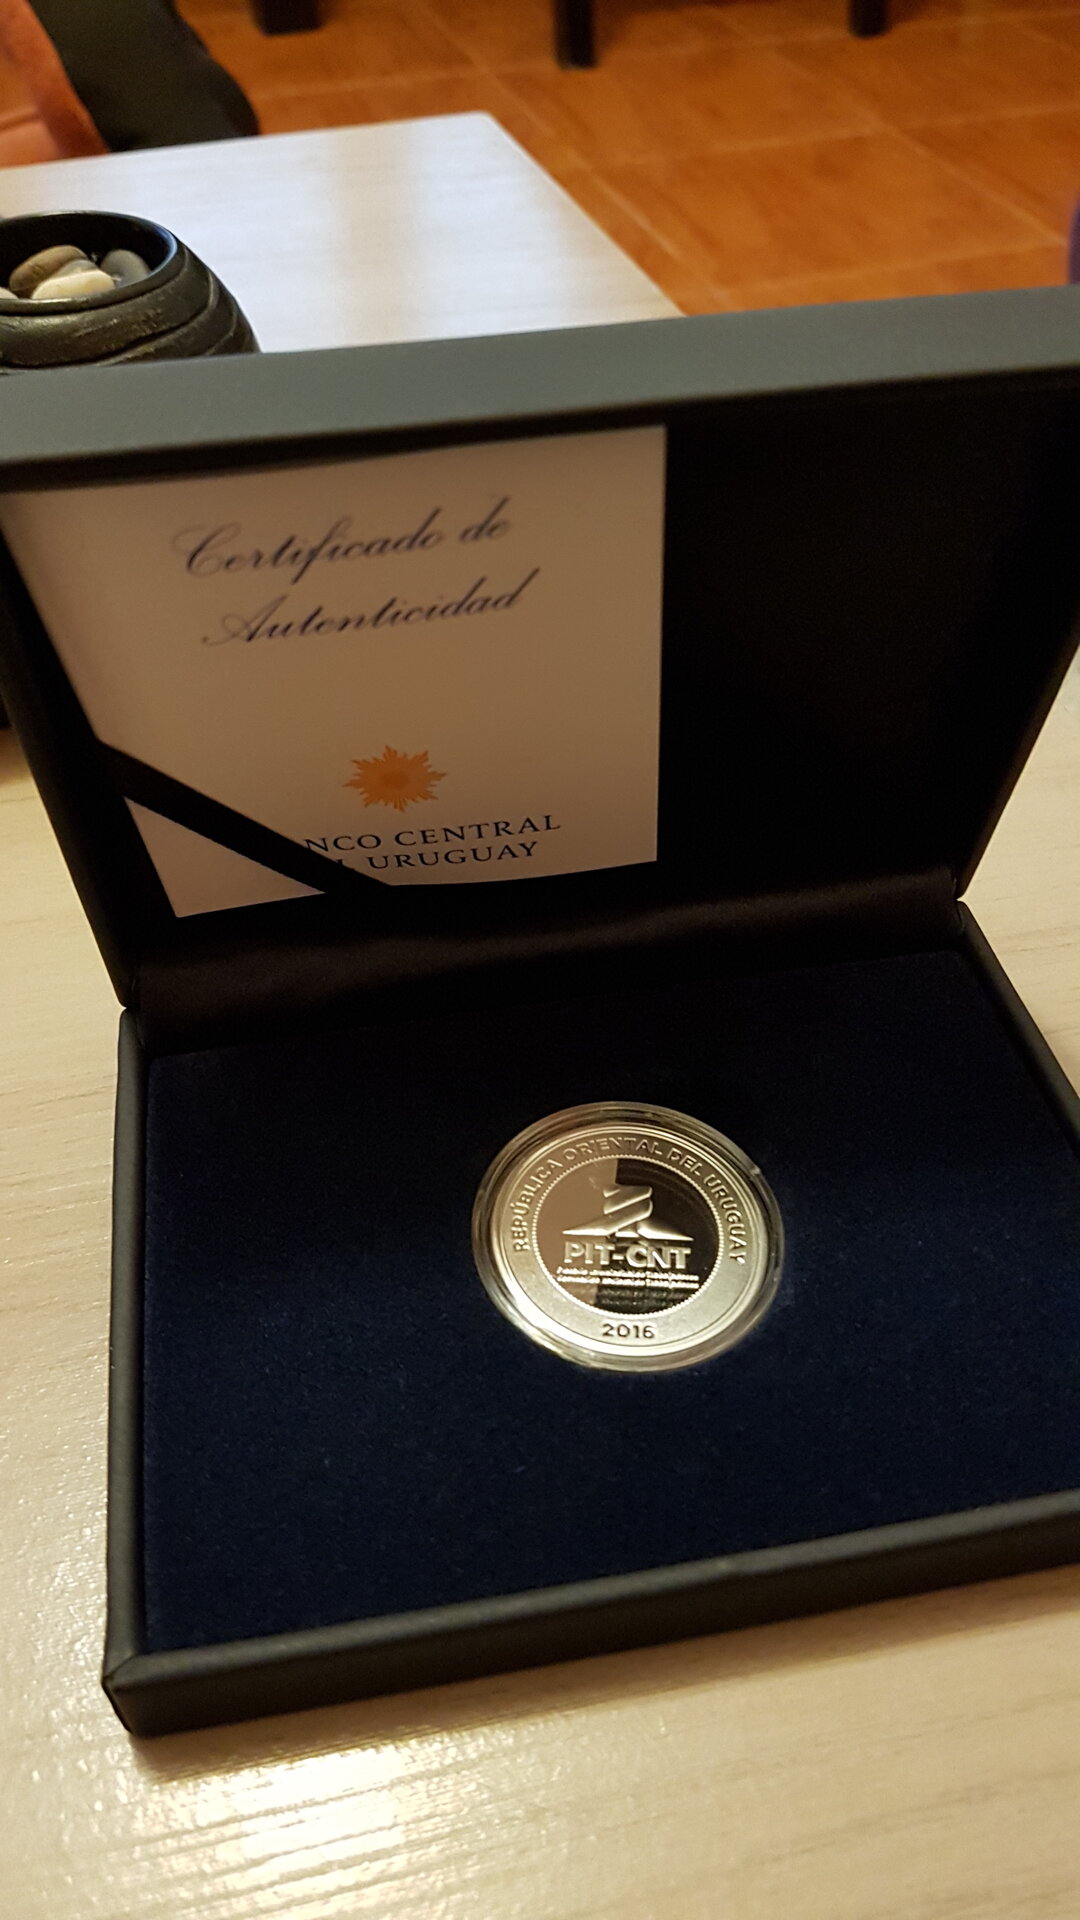 Certificado de
Autenticidad
NCO CENTRAL
L URUGUAY
REPÚBLICA ORIENTAL DEL URUGUAY
PIT-CNT
2016